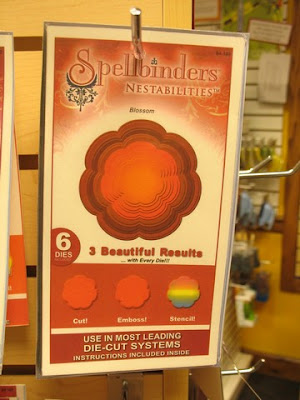 Spellbinders
NESTABILITIES™
Blossom
6
DIES
3 Beautiful Results
... with Every Die!!!
Cut!
Emboss!
Stencil!
USE IN MOST LEADING
DIE-CUT SYSTEMS
INSTRUCTIONS INCLUDED INSIDE